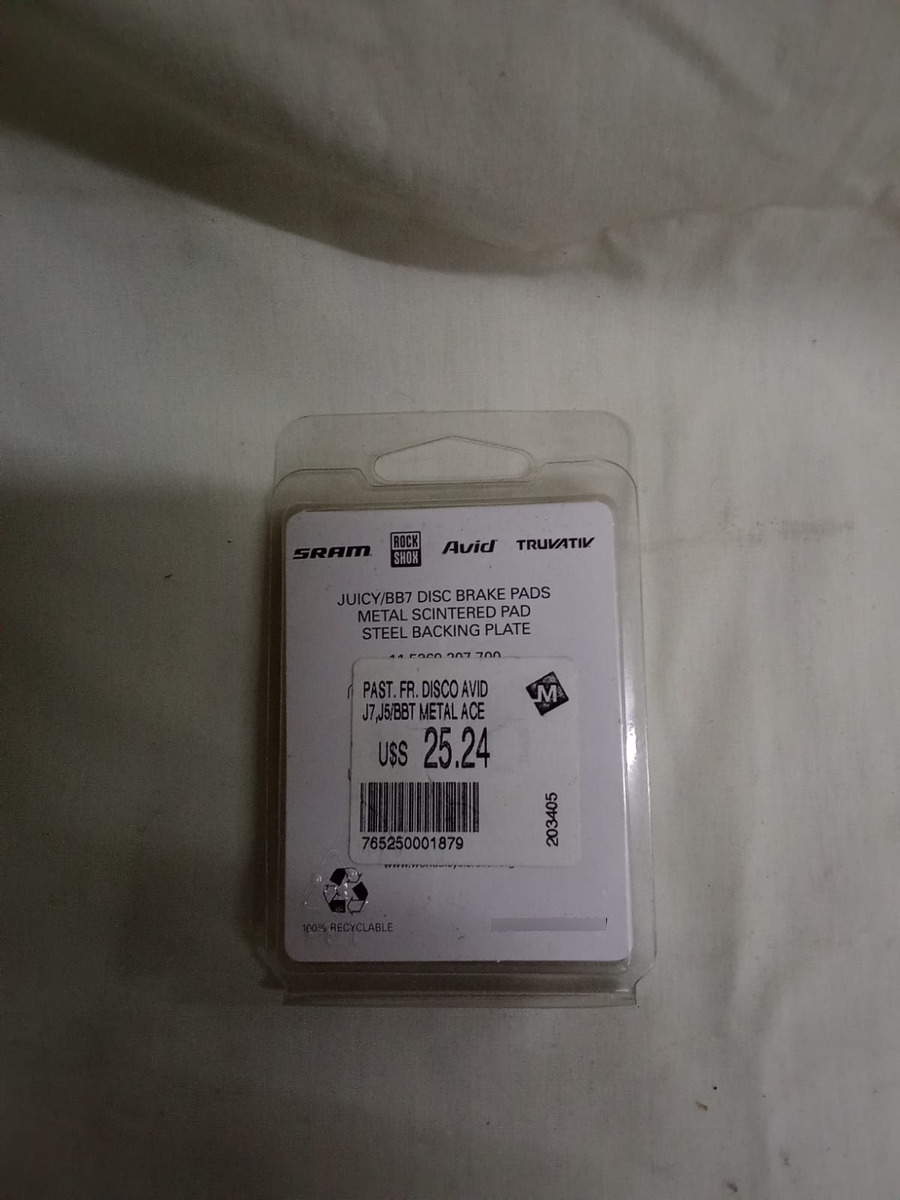 SRAM ROCK SHOX Avid TRUVATIV
JUICY/BB7 DISC BRAKE PADS
METAL SCINTERED PAD
STEEL BACKING PLATE
PAST. FR. DISCO AVID
J7,J5/BBT METAL ACE
M
U$S 25.24
765250001879
203405
100% RECYCLABLE